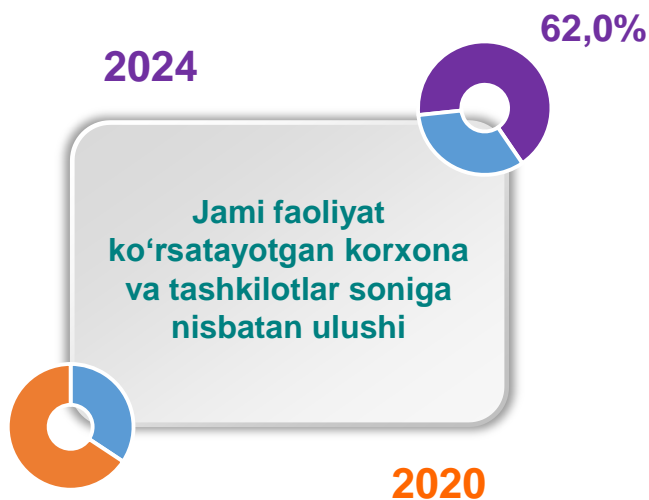 62,0%
2024
Jami faoliyat
ko‘rsatayotgan korxona
va tashkilotlar soniga
nisbatan ulushi
2020